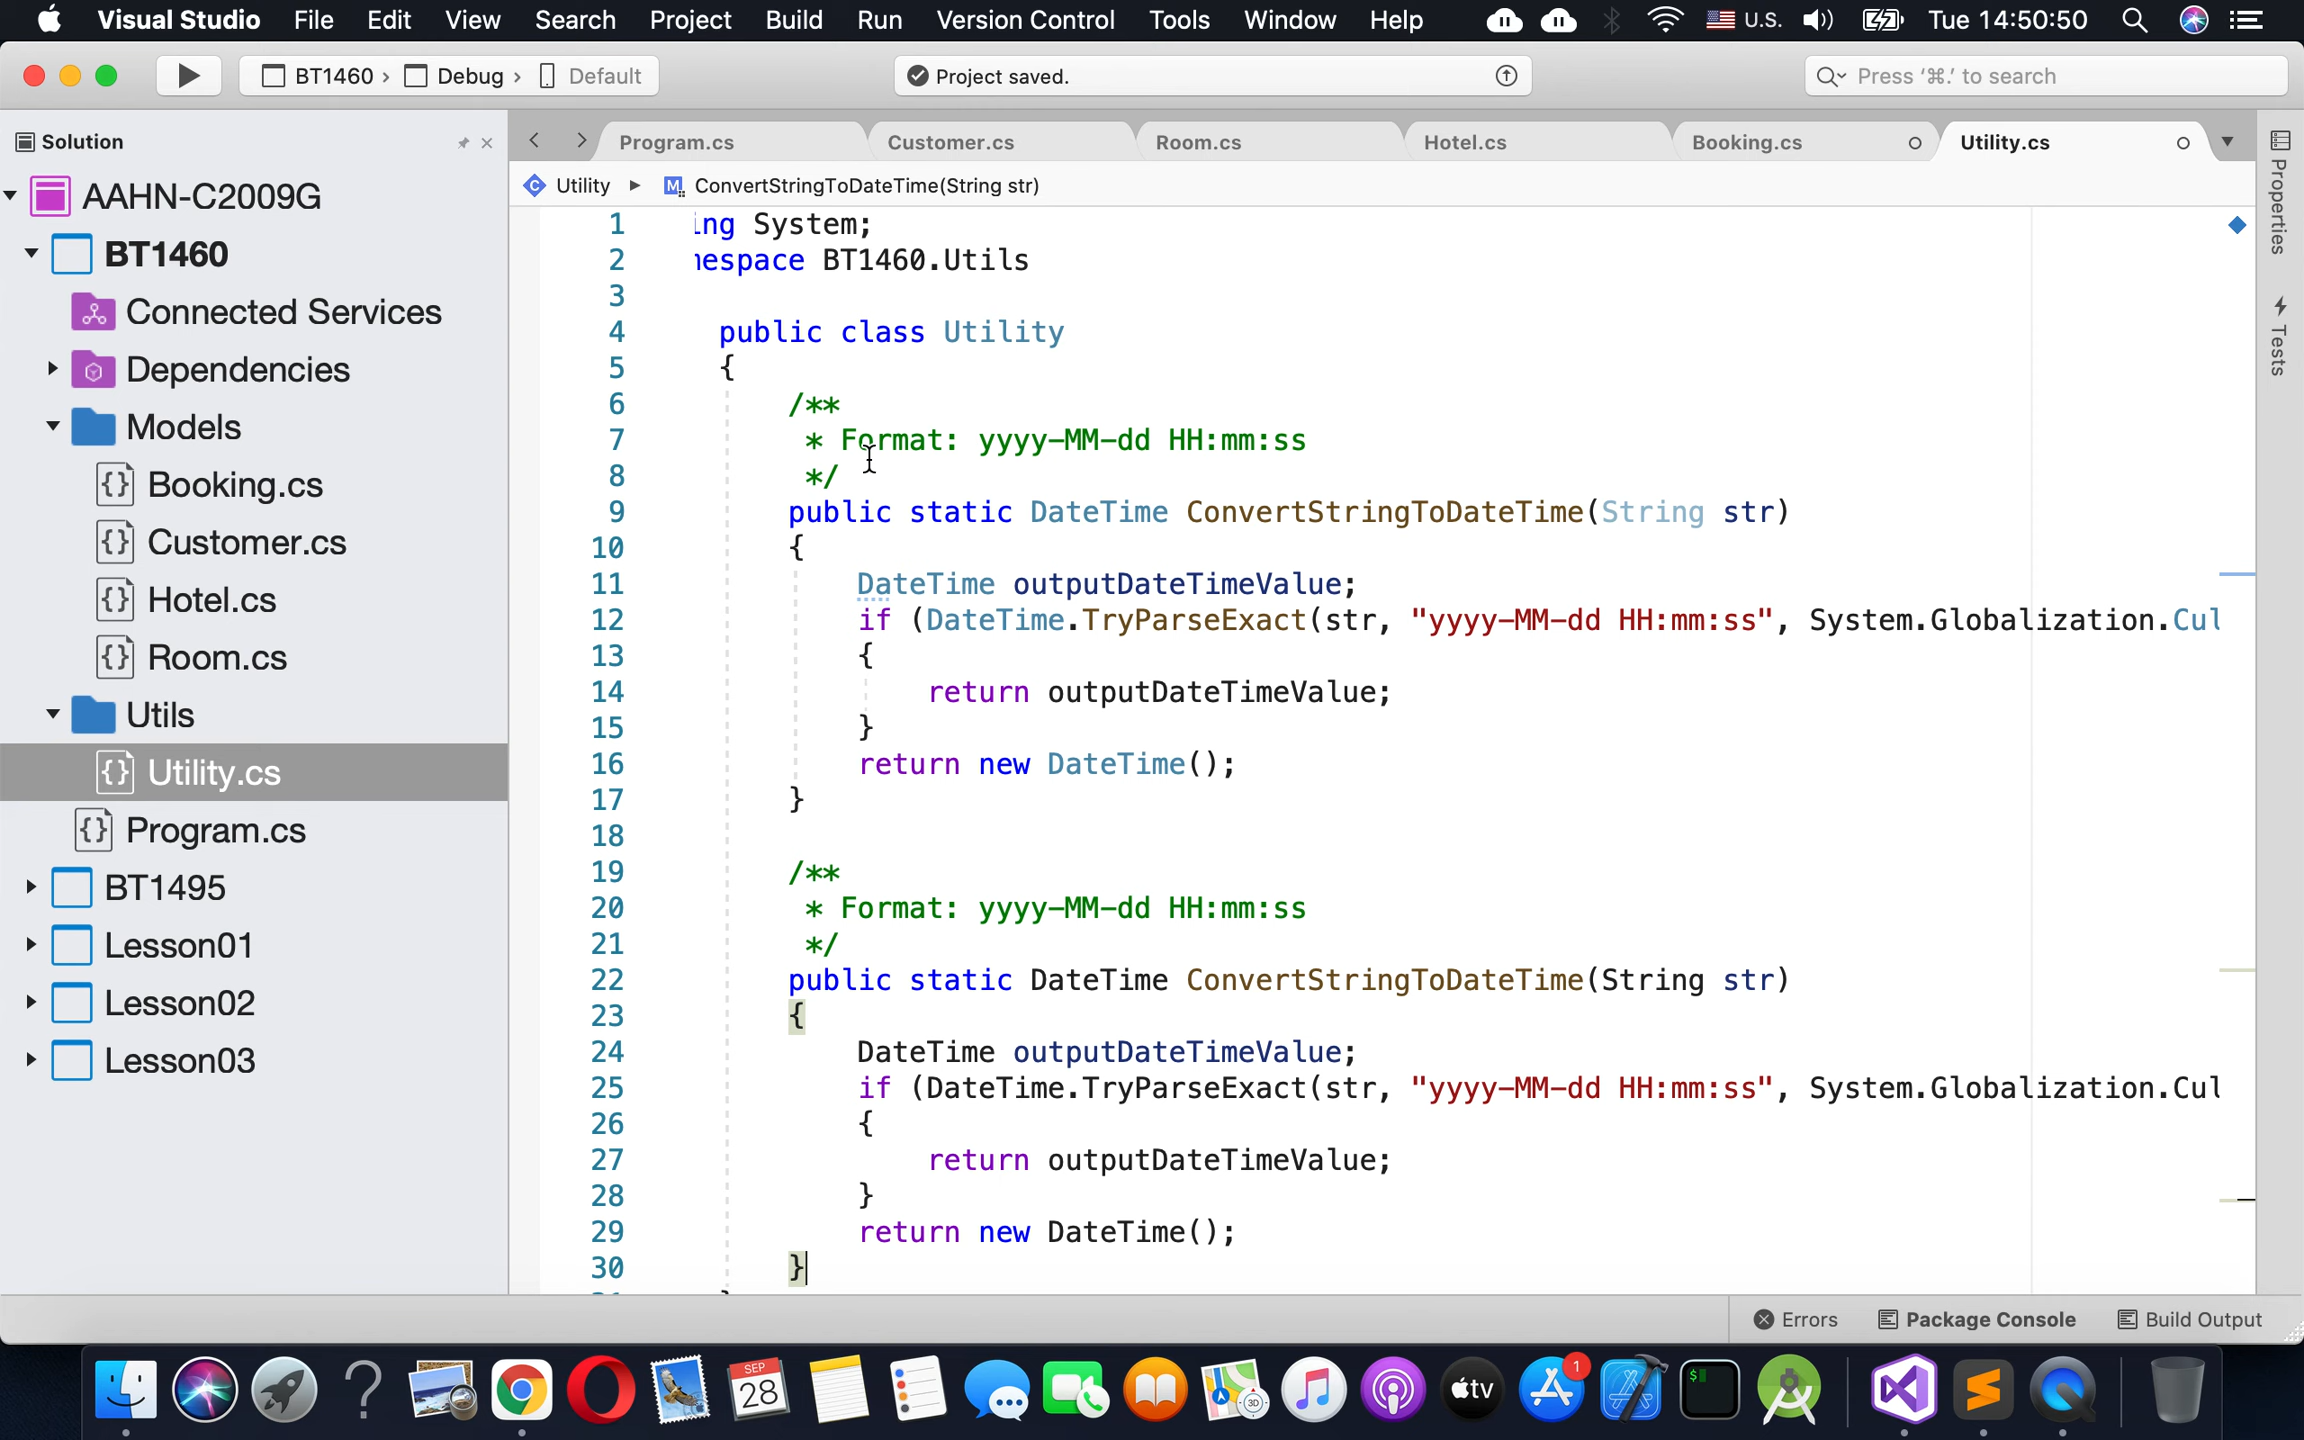 Visual Studio File Edit View Search Project Build Run Version Control Tools Window Help U.S. Tue 14:50:50
BT1460 › Debug › Default
Project saved.
Press ‘⌘.’ to search
Solution
Program.cs Customer.cs Room.cs Hotel.cs Booking.cs Utility.cs
Utility ▸ ConvertStringToDateTime(String str)
AAHN-C2009G
BT1460
Connected Services
Dependencies
Models
Booking.cs
Customer.cs
Hotel.cs
Room.cs
Utils
Utility.cs
Program.cs
BT1495
Lesson01
Lesson02
Lesson03
1 ing System;
2 espace BT1460.Utils
3
4 public class Utility
5 {
6 /**
7 * Format: yyyy-MM-dd HH:mm:ss
8 */
9 public static DateTime ConvertStringToDateTime(String str)
10 {
11 DateTime outputDateTimeValue;
12 if (DateTime.TryParseExact(str, "yyyy-MM-dd HH:mm:ss", System.Globalization.Cul
13 {
14 return outputDateTimeValue;
15 }
16 return new DateTime();
17 }
18
19 /**
20 * Format: yyyy-MM-dd HH:mm:ss
21 */
22 public static DateTime ConvertStringToDateTime(String str)
23 {
24 DateTime outputDateTimeValue;
25 if (DateTime.TryParseExact(str, "yyyy-MM-dd HH:mm:ss", System.Globalization.Cul
26 {
27 return outputDateTimeValue;
28 }
29 return new DateTime();
30 }
Properties
Tests
Errors Package Console Build Output
SEP
28
3D
tv
1
$